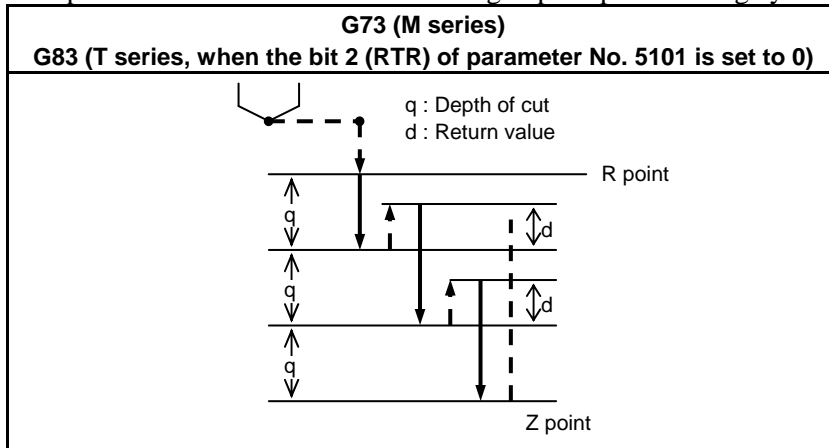 G73 (M series)
G83 (T series, when the bit 2 (RTR) of parameter No. 5101 is set to 0)
q : Depth of cut
d : Return value
R point
q
d
q
d
q
Z point